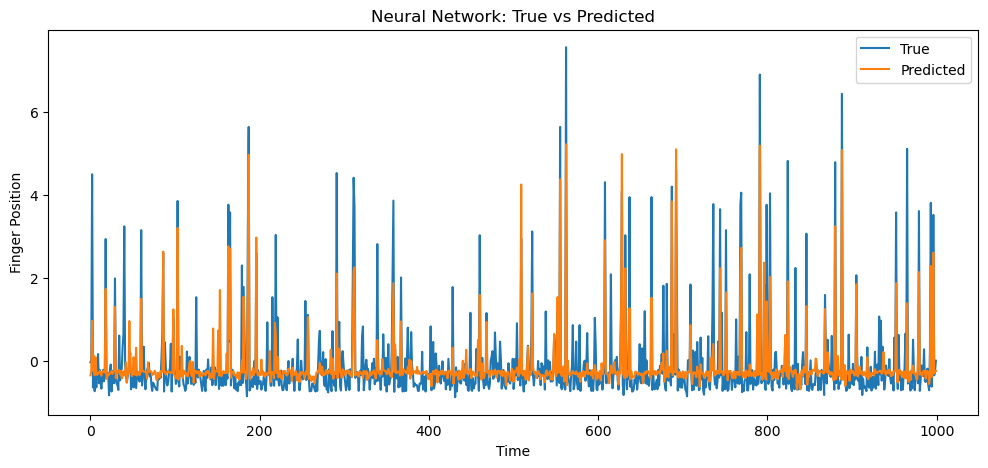 Neural Network: True vs Predicted
True
Predicted
Finger Position
6
4
2
0
0
200
400
600
800
1000
Time